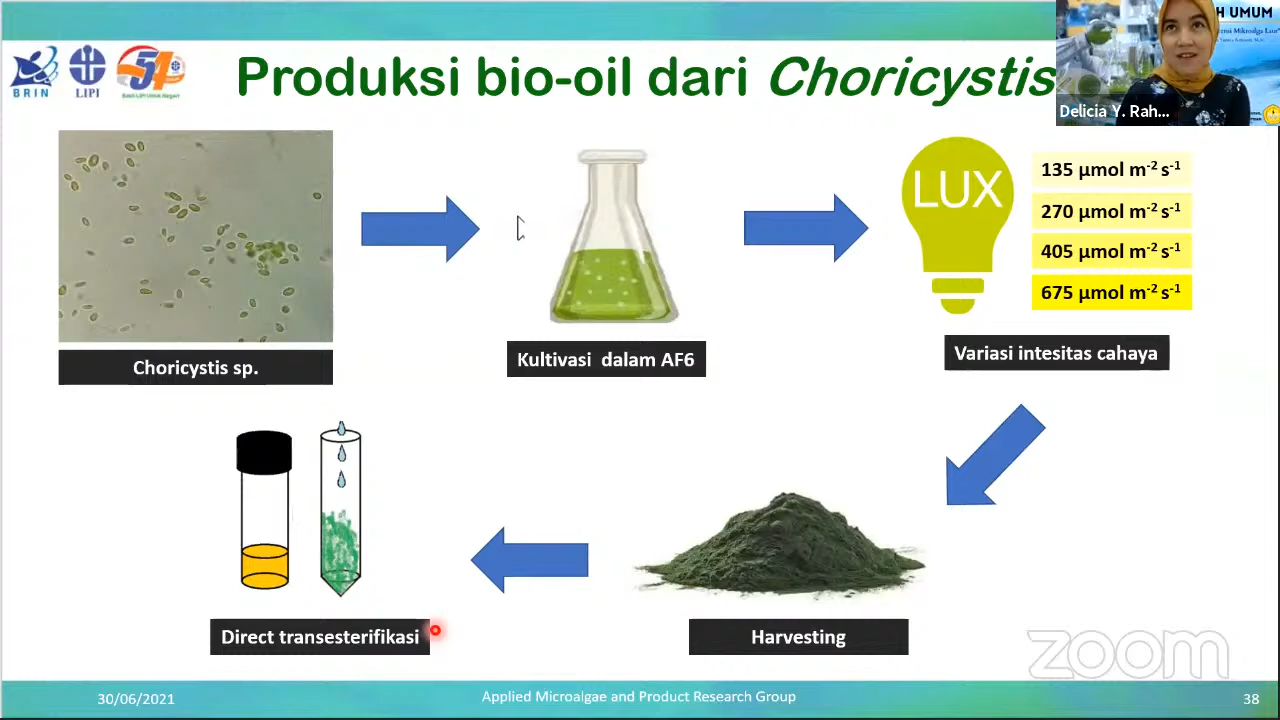 BRIN
LIPI
Produksi bio-oil dari Choricystis
H UMUM
Delicia Y. Rah...
LUX
135 µmol m-2 s-1
270 µmol m-2 s-1
405 µmol m-2 s-1
675 µmol m-2 s-1
Choricystis sp.
Kultivasi dalam AF6
Variasi intesitas cahaya
Direct transesterifikasi
Harvesting
zoom
30/06/2021
Applied Microalgae and Product Research Group
38